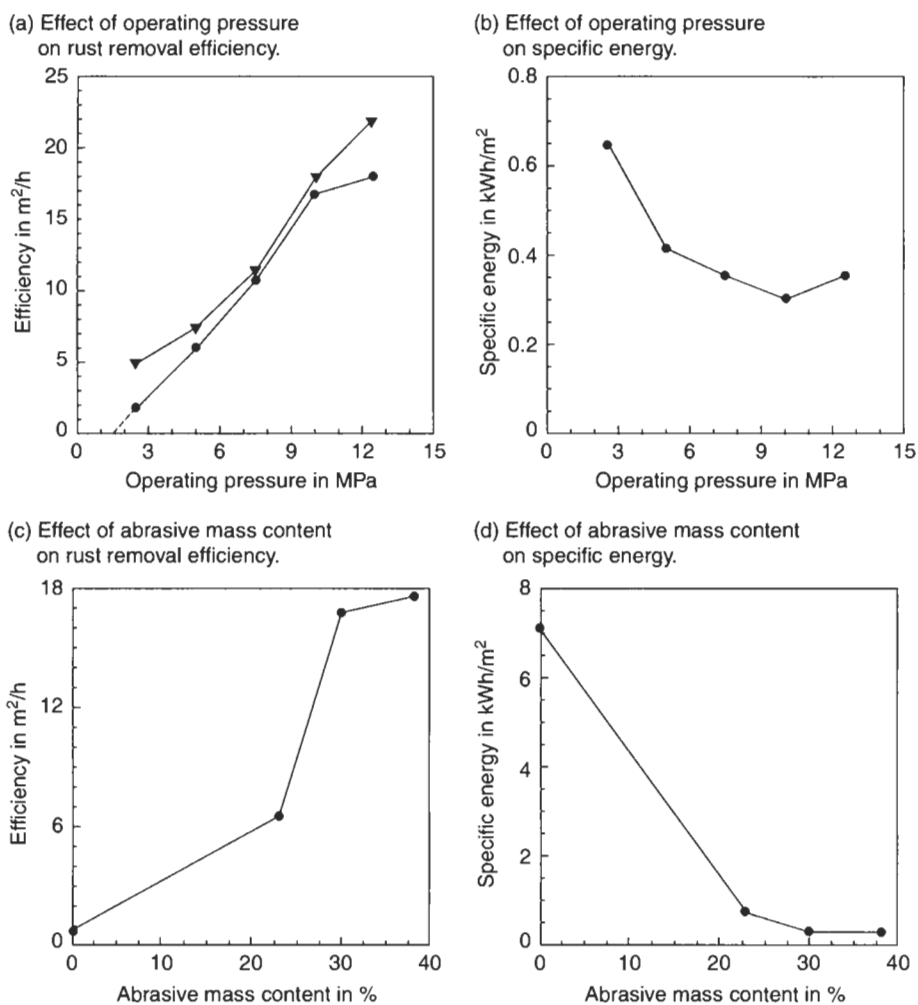 (a) Effect of operating pressure
on rust removal efficiency.
25
20
15
10
5
0
Efficiency in m²/h
0 3 6 9 12 15
Operating pressure in MPa
(b) Effect of operating pressure
on specific energy.
0.8
0.6
0.4
0.2
0
Specific energy in kWh/m²
0 3 6 9 12 15
Operating pressure in MPa
(c) Effect of abrasive mass content
on rust removal efficiency.
18
12
6
0
Efficiency in m²/h
0 10 20 30 40
Abrasive mass content in %
(d) Effect of abrasive mass content
on specific energy.
8
6
4
2
0
Specific energy in kWh/m²
0 10 20 30 40
Abrasive mass content in %